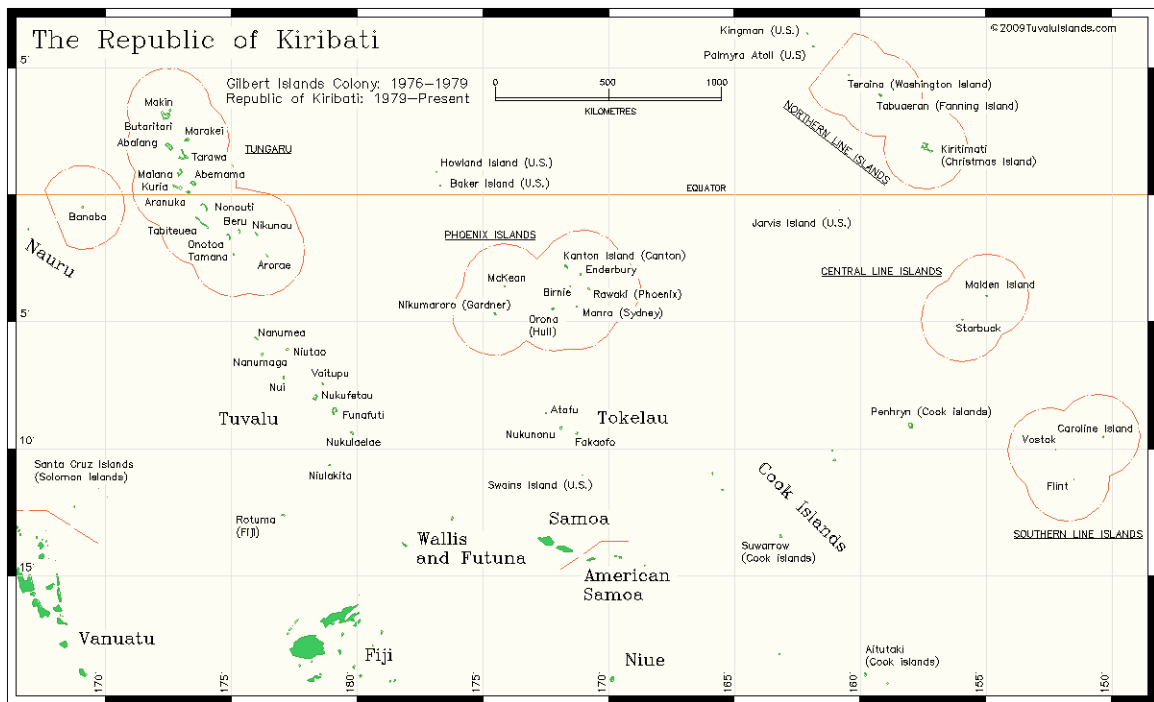 The Republic of Kiribati
© 2009TuvaluIslands.com
Gilbert Islands Colony: 1976–1979
Republic of Kiribati: 1979–Present
0
500
1000
KILOMETRES
Kingman (U.S.)
Palmyra Atoll (U.S)
5'
Teraina (Washington Island)
Tabuaeran (Fanning Island)
NORTHERN LINE ISLANDS
Kiritimati
(Christmas Island)
Makin
Butaritari
Marakei
Abaiang
TUNGARU
Tarawa
Maiana
Abemama
Kuria
Aranuka
Nonouti
Banaba
Beru
Nikunau
Tabiteuea
Onotoa
Tamana
Arorae
Nauru
Howland Island (U.S.)
Baker Island (U.S.)
EQUATOR
Jarvis Island (U.S.)
PHOENIX ISLANDS
Kanton Island (Canton)
Enderbury
McKean
Birnie
Rawaki (Phoenix)
Nikumaroro (Gardner)
Orona
(Hull)
Manra (Sydney)
CENTRAL LINE ISLANDS
Malden Island
Starbuck
5'
Nanumea
Niutao
Nanumaga
Nui
Vaitupu
Nukufetau
Tuvalu
Funafuti
Nukulaelae
Niulakita
Atafu
Tokelau
Nukunonu
Fakaofo
Penhryn (Cook islands)
Caroline Island
Vostok
Flint
SOUTHERN LINE ISLANDS
10'
Santa Cruz Islands
(Solomon Islands)
Swains Island (U.S.)
Cook Islands
Rotuma
(FIJI)
Wallis
and Futuna
Samoa
American
Samoa
Suwarrow
(Cook islands)
15'
Vanuatu
Fiji
Niue
Aitutaki
(Cook islands)
170'
175'
180'
175'
170'
165'
160'
155'
150'